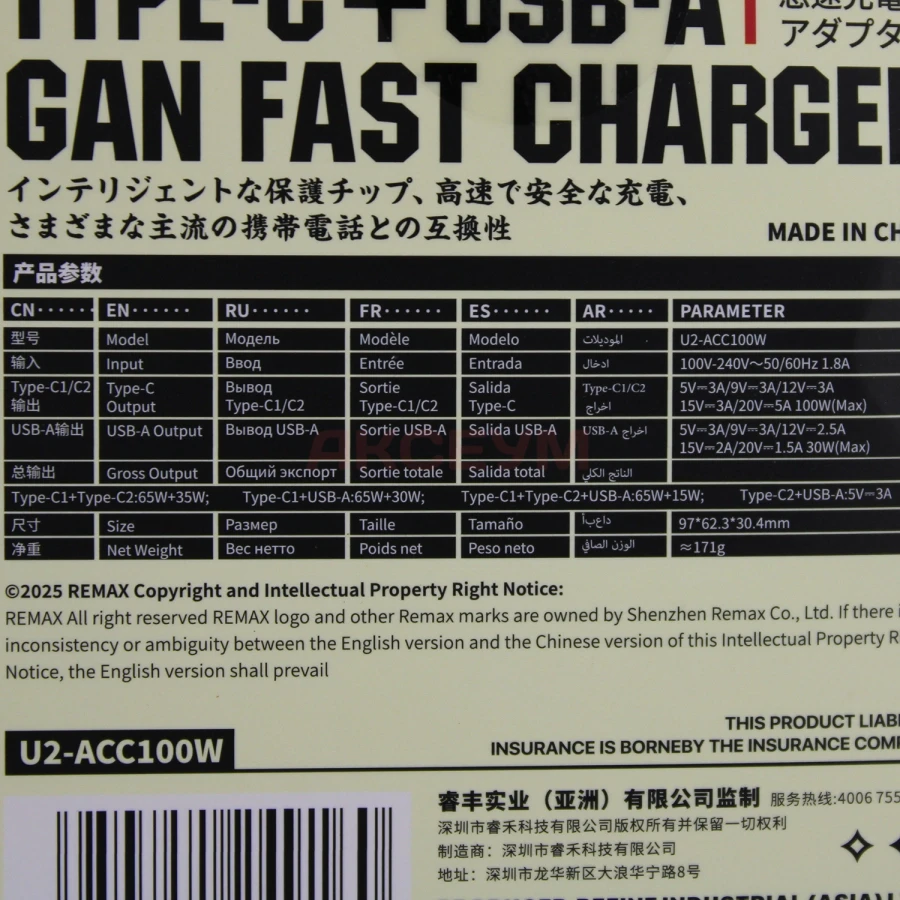 TYPE-C+USB-A
急速充電
アダプタ
GAN FAST CHARGER
インテリジェントな保護チップ、高速で安全な充電、
さまざまな主流の携帯電話との互換性
MADE IN CH
产品参数
CN······ EN······ RU······ FR······ ES······ AR····· PARAMETER
型号 Model Модель Modèle Modelo الموديلات U2-ACC100W
输入 Input Ввод Entrée Entrada ادخال 100V-240V～50/60Hz 1.8A
Type-C1/C2 Type-C Вывод Sortie Salida Type-C1/C2 5V⎓3A/9V⎓3A/12V⎓3A
输出 Output Type-C1/C2 Type-C1/C2 Type-C اخراج 15V⎓3A/20V⎓5A 100W(Max)
USB-A输出 USB-A Output Вывод USB-A Sortie USB-A Salida USB-A USB-A اخراج 5V⎓3A/9V⎓3A/12V⎓2.5A
15V⎓2A/20V⎓1.5A 30W(Max)
AKCEYM
总输出 Gross Output Общий экспорт Sortie totale Salida total الناتج الكلي
Type-C1+Type-C2:65W+35W; Type-C1+USB-A:65W+30W; Type-C1+Type-C2+USB-A:65W+15W; Type-C2+USB-A:5V⎓3A
尺寸 Size Размер Taille Tamaño داعبأ 97*62.3*30.4mm
净重 Net Weight Вес нетто Poids net Peso neto الوزن الصافي ≈171g
©2025 REMAX Copyright and Intellectual Property Right Notice:
REMAX All right reserved REMAX logo and other Remax marks are owned by Shenzhen Remax Co., Ltd. If there i
inconsistency or ambiguity between the English version and the Chinese version of this Intellectual Property R
Notice, the English version shall prevail
THIS PRODUCT LIABI
INSURANCE IS BORNEBY THE INSURANCE COMP
U2-ACC100W
睿丰实业（亚洲）有限公司监制 服务热线:4006 755
深圳市睿禾科技有限公司版权所有并保留一切权利
制造商：深圳市睿禾科技有限公司
地址：深圳市龙华新区大浪华宁路8号